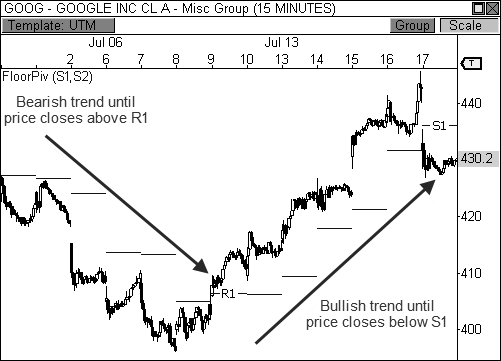 GOOG - GOOGLE INC CL A - Misc Group (15 MINUTES)
Template: UTM Group Scale
Jul 06 Jul 13
2 6 7 8 9 10 12 13 14 15 16 17 T
FloorPiv (S1,S2)
Bearish trend until
price closes above R1
440
S1
430.2
420
410
R1
Bullish trend until
price closes below S1
400